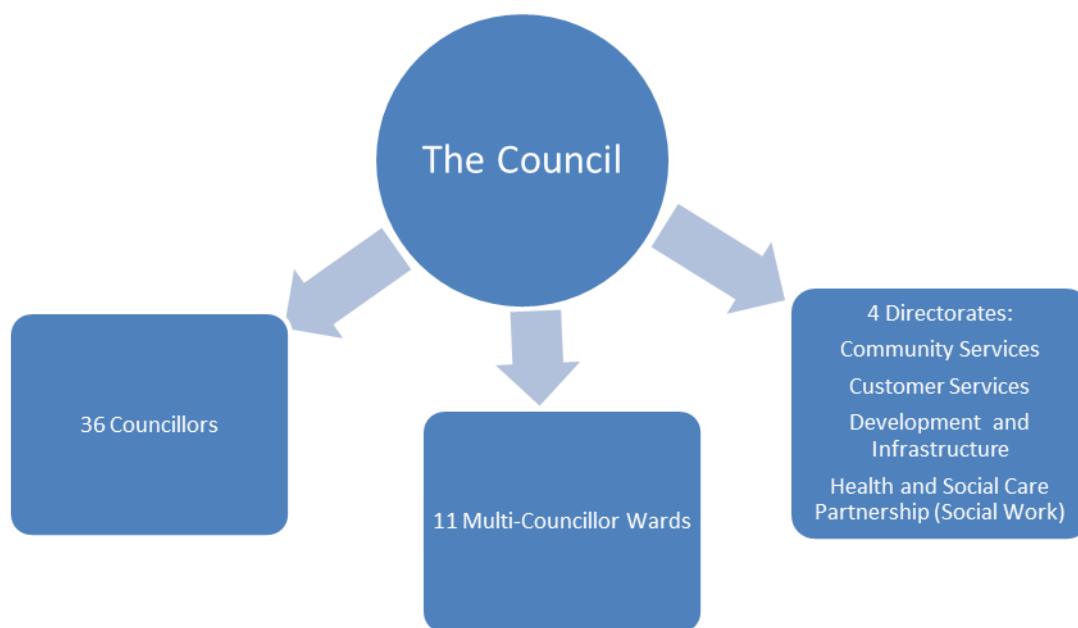 The Council
36 Councillors
11 Multi-Councillor Wards
4 Directorates:
Community Services
Customer Services
Development and
Infrastructure
Health and Social Care
Partnership (Social Work)